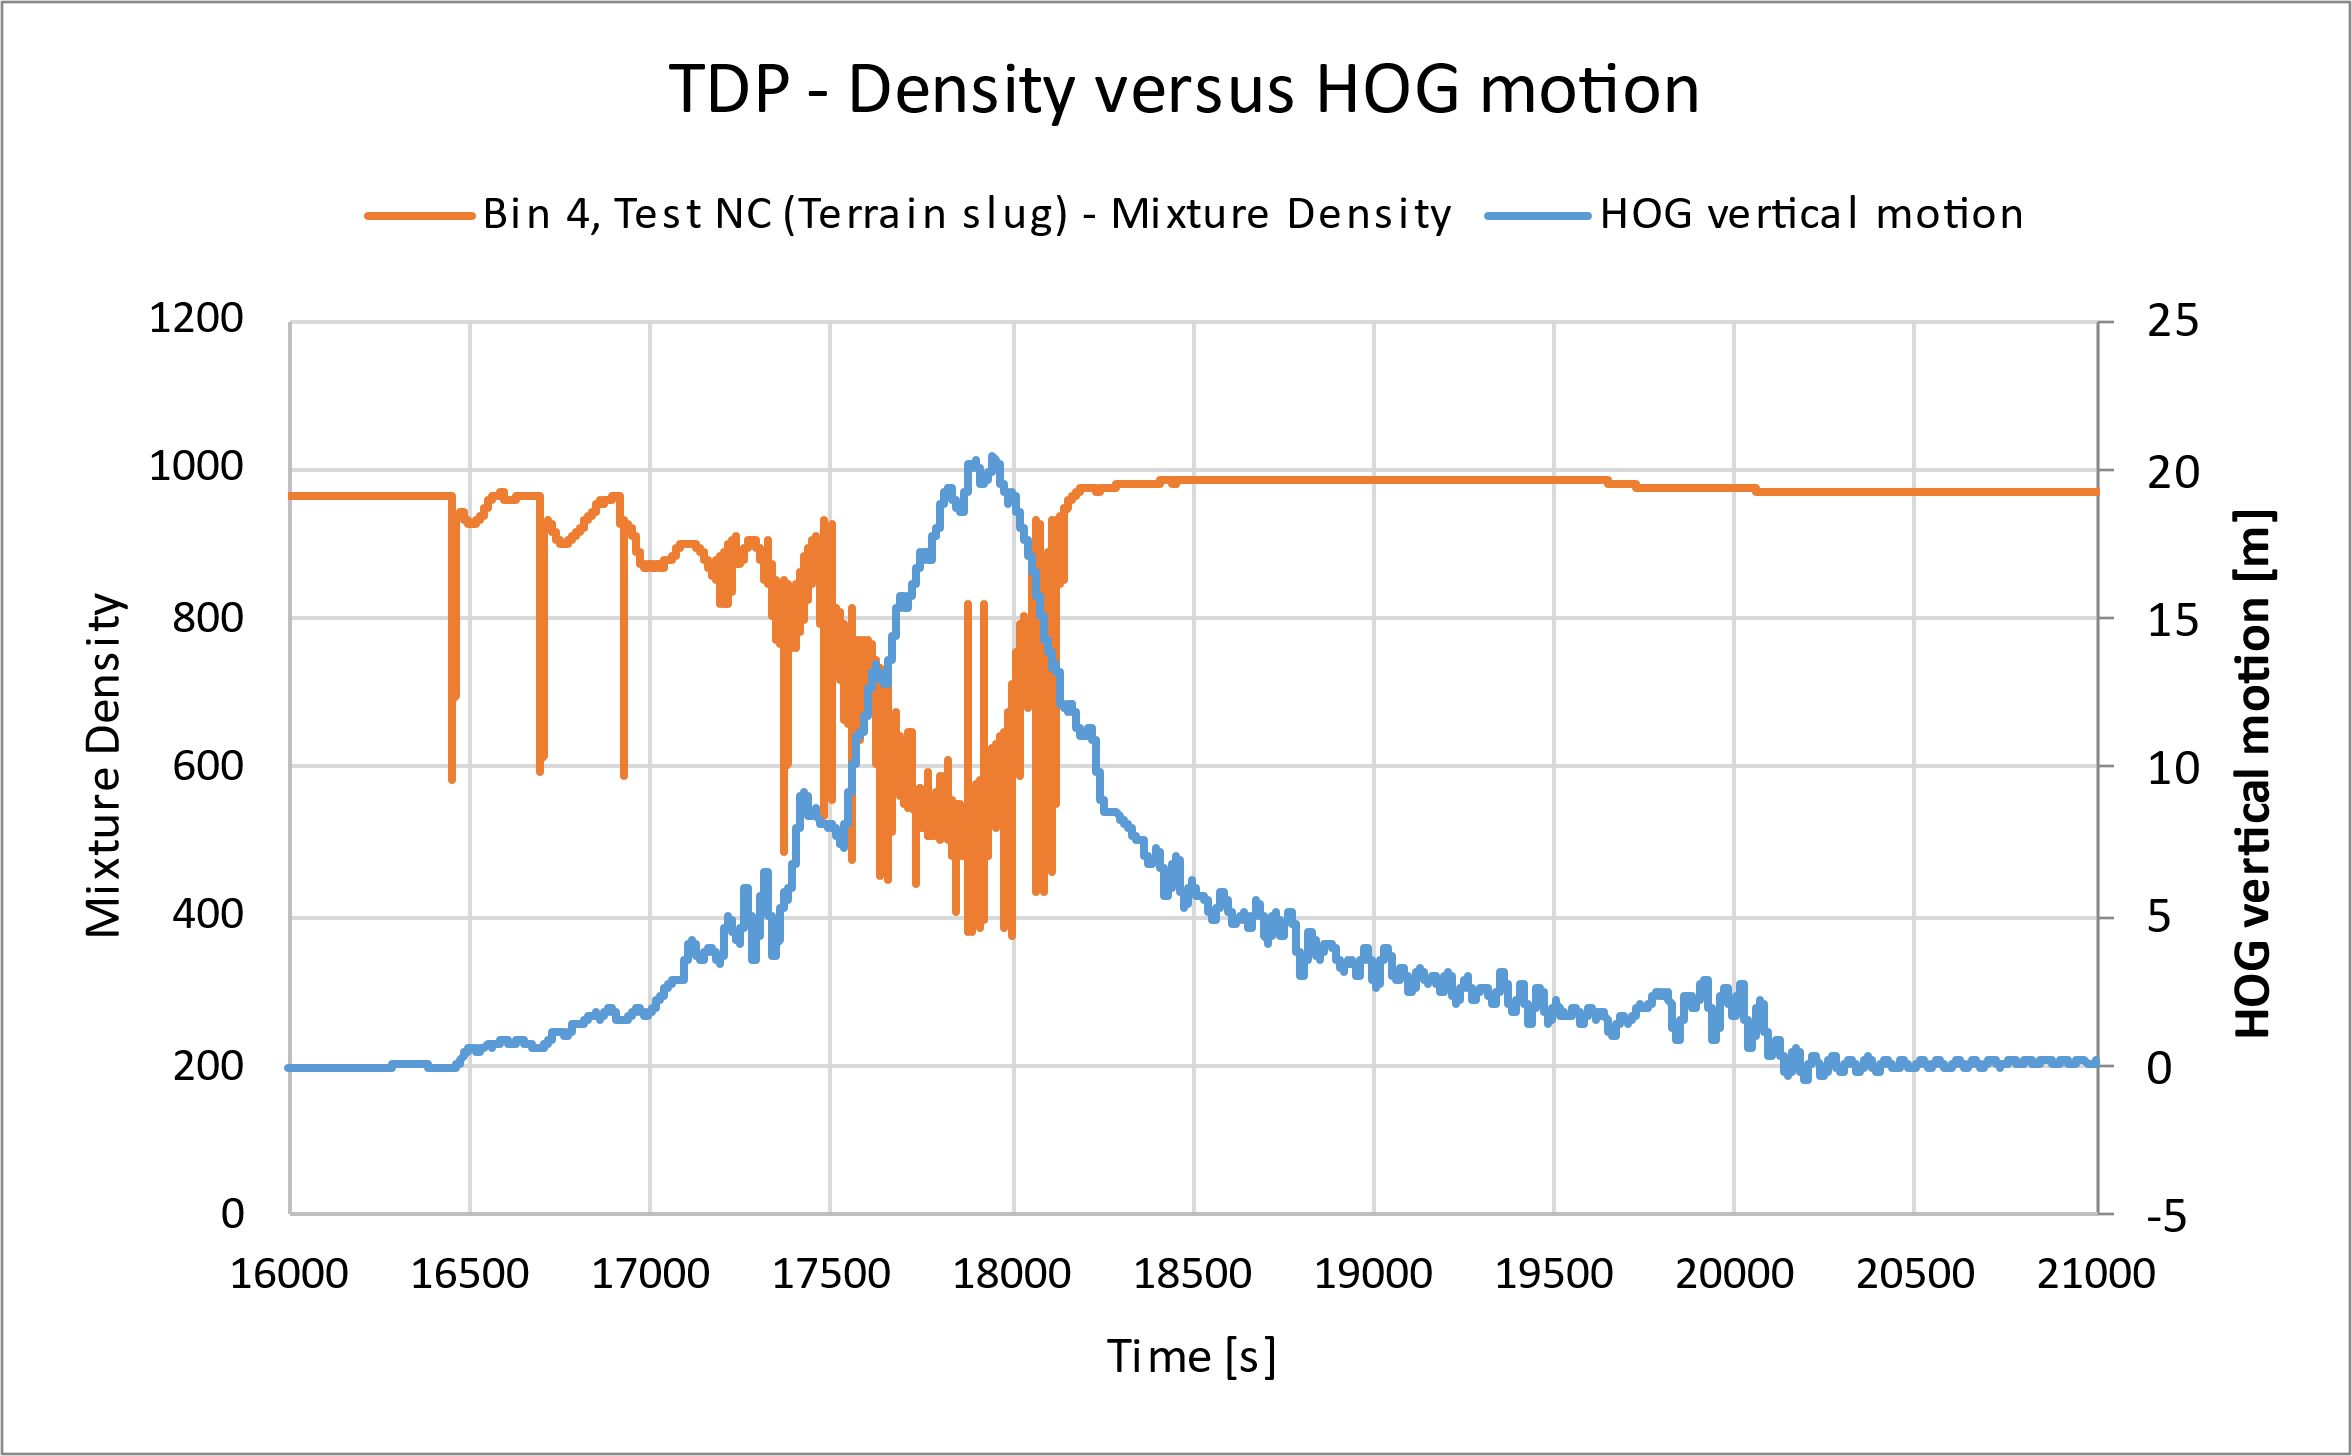 TDP - Density versus HOG motion
Bin 4, Test NC (Terrain slug) - Mixture Density HOG vertical motion
1200 25
1000 20
800 15
600 10
400 5
200 0
0 -5
Mixture Density
HOG vertical motion [m]
16000 16500 17000 17500 18000 18500 19000 19500 20000 20500 21000
Time [s]